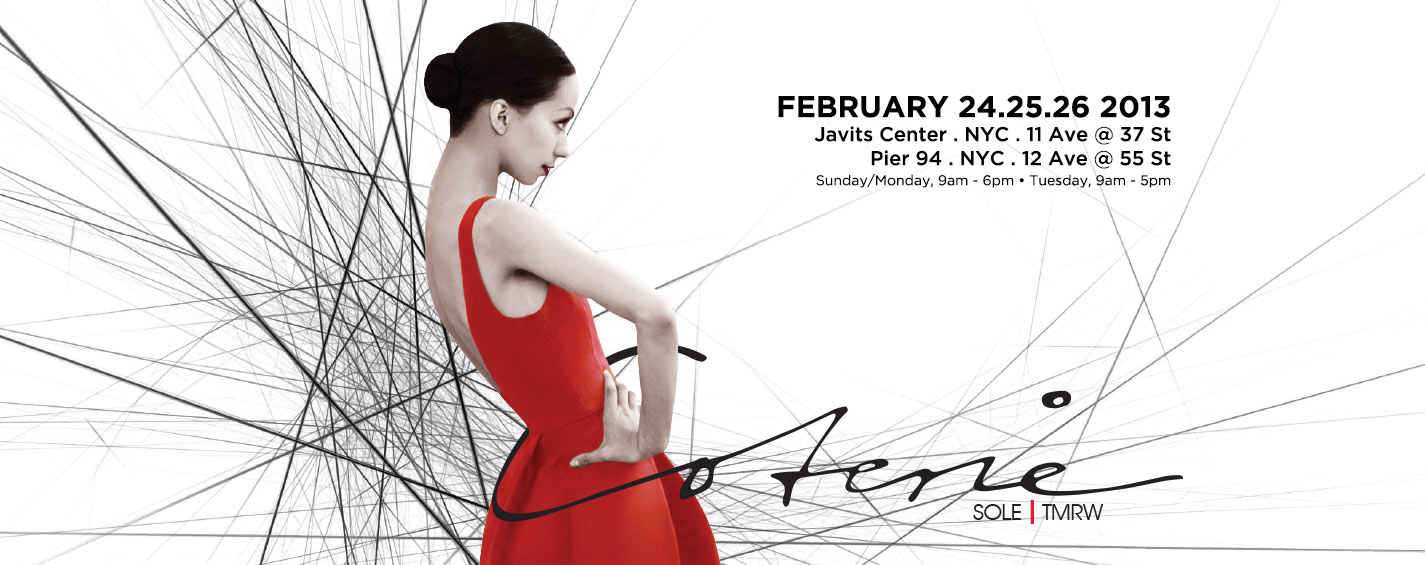 FEBRUARY 24.25.26 2013
Javits Center . NYC . 11 Ave @ 37 St
Pier 94 . NYC . 12 Ave @ 55 St
Sunday/Monday, 9am - 6pm • Tuesday, 9am - 5pm
Coterie
SOLE | TMRW